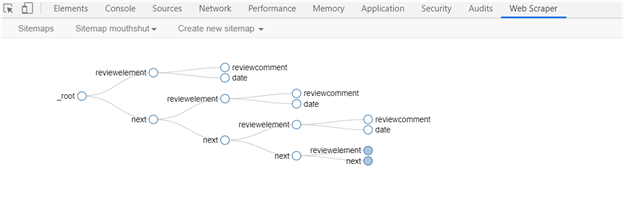 Elements Console Sources Network Performance Memory Application Security Audits Web Scraper
Sitemaps Sitemap mouthshut Create new sitemap
reviewcomment
reviewelement
date
reviewcomment
_root
reviewelement
date
next
reviewcomment
reviewelement
date
next
reviewelement
next
next